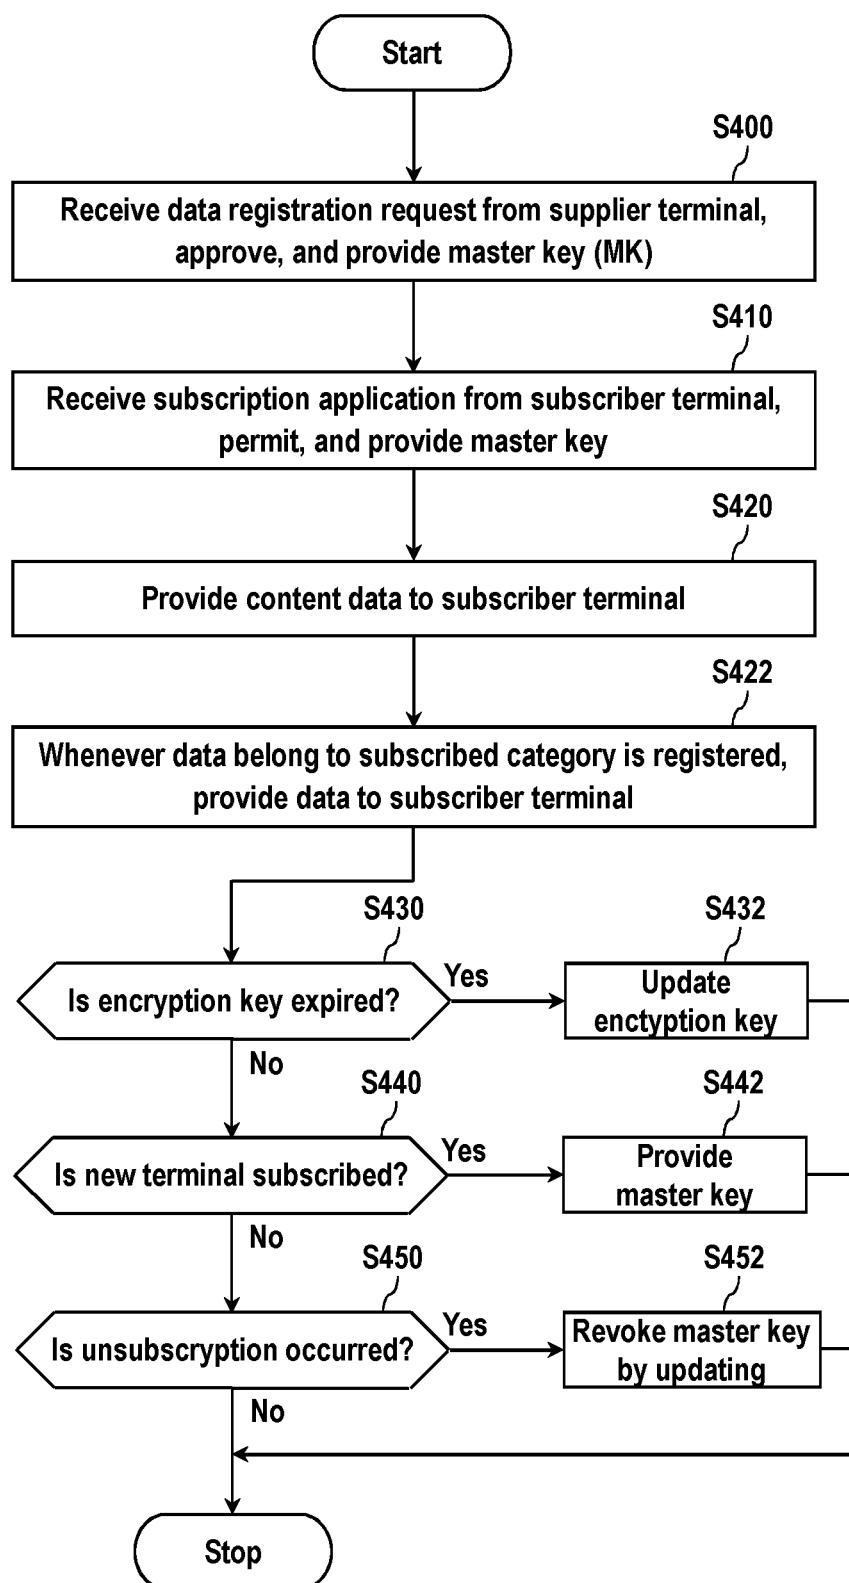 Start
S400
Receive data registration request from supplier terminal,
approve, and provide master key (MK)
S410
Receive subscription application from subscriber terminal,
permit, and provide master key
S420
Provide content data to subscriber terminal
S422
Whenever data belong to subscribed category is registered,
provide data to subscriber terminal
S430
Is encryption key expired?
Yes
S432
Update
enctyption key
No
S440
Is new terminal subscribed?
Yes
S442
Provide
master key
No
S450
Is unsubscryption occurred?
Yes
S452
Revoke master key
by updating
No
Stop